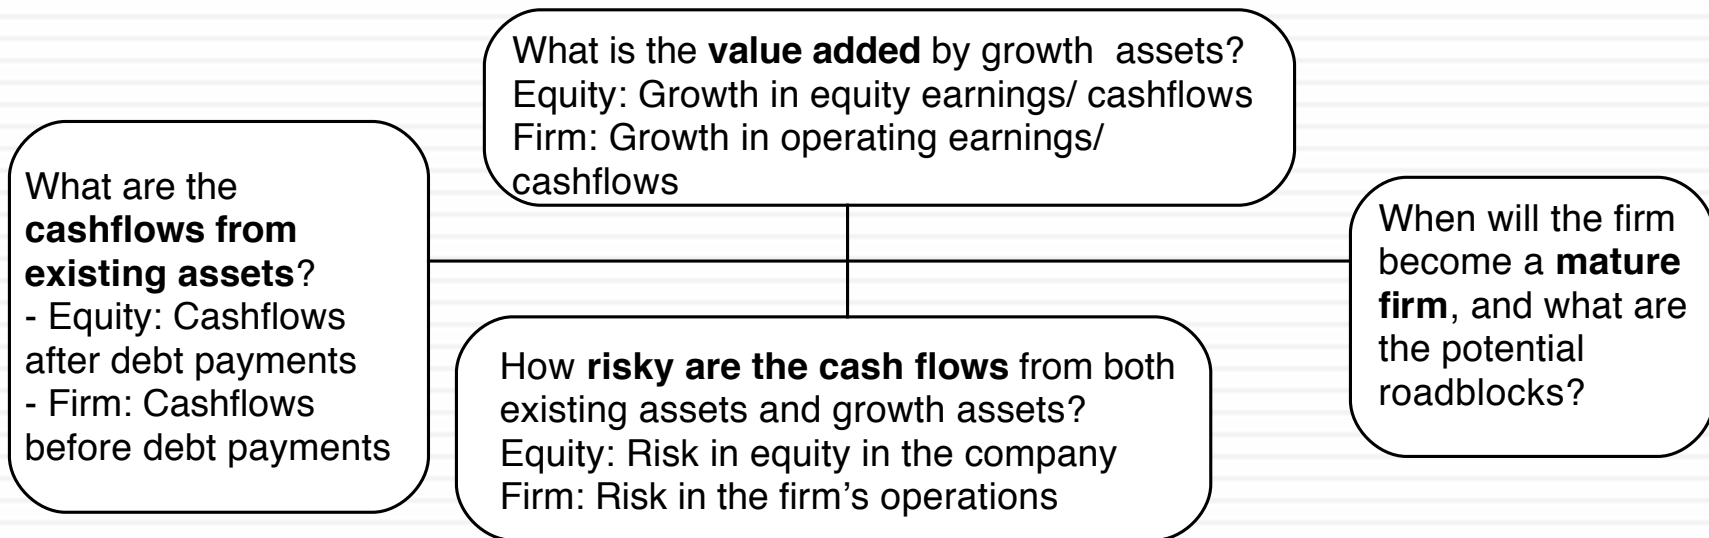 What is the value added by growth assets?
Equity: Growth in equity earnings/ cashflows
Firm: Growth in operating earnings/
cashflows
What are the
cashflows from
existing assets?
- Equity: Cashflows
after debt payments
- Firm: Cashflows
before debt payments
How risky are the cash flows from both
existing assets and growth assets?
Equity: Risk in equity in the company
Firm: Risk in the firm's operations
When will the firm
become a mature
firm, and what are
the potential
roadblocks?